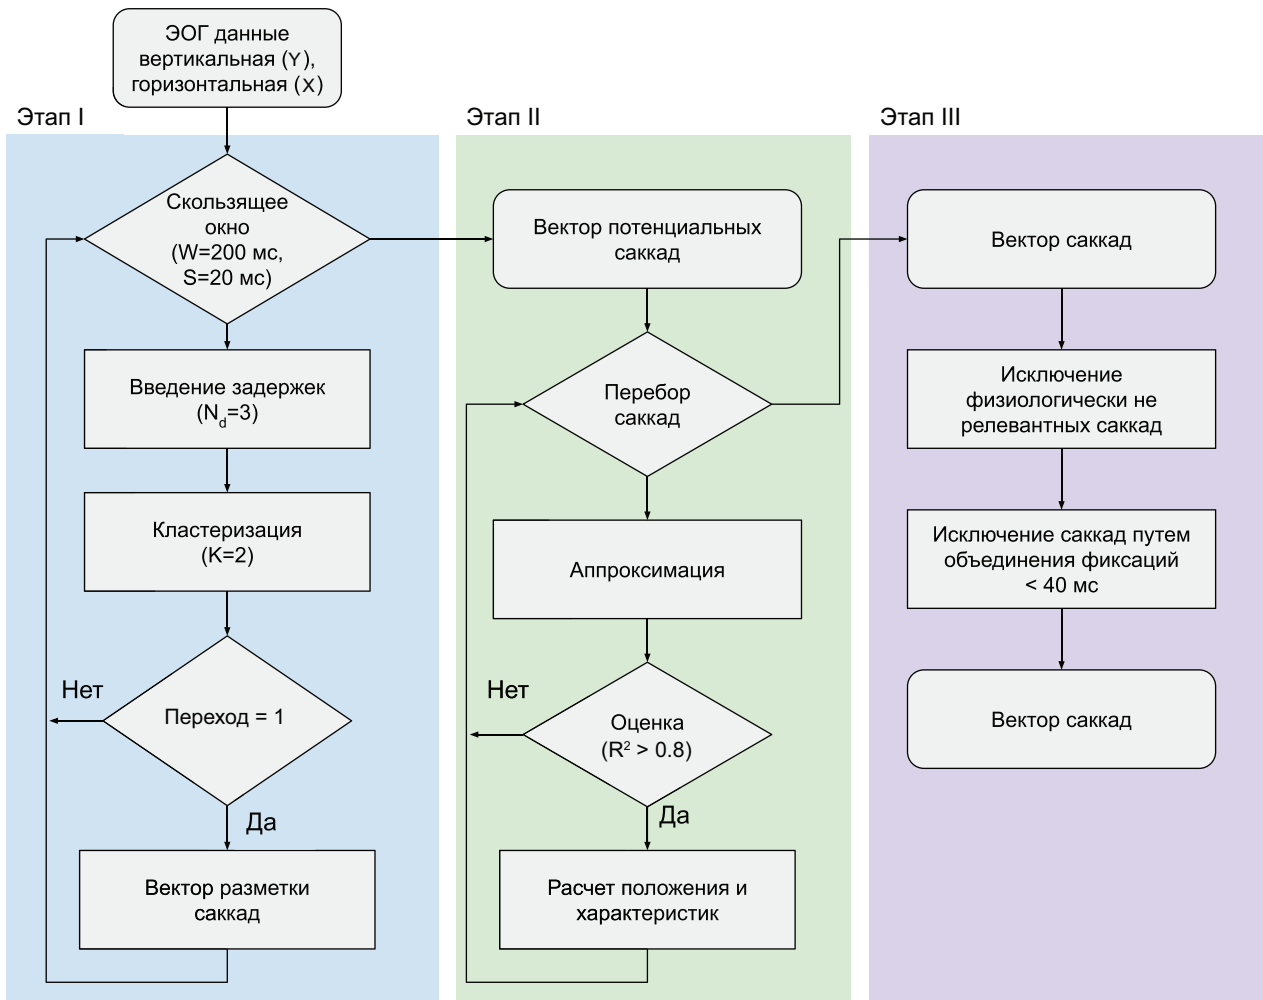 ЭОГ данные
вертикальная (Y),
горизонтальная (X)
Этап I
Скользящее
окно
(W=200 мс,
S=20 мс)
Введение задержек
(N_d=3)
Кластеризация
(K=2)
Нет
Переход = 1
Да
Вектор разметки
саккад
Этап II
Вектор потенциальных
саккад
Перебор
саккад
Аппроксимация
Нет
Оценка
(R² > 0.8)
Да
Расчет положения и
характеристик
Этап III
Вектор саккад
Исключение
физиологически не
релевантных саккад
Исключение саккад путем
объединения фиксаций
< 40 мс
Вектор саккад